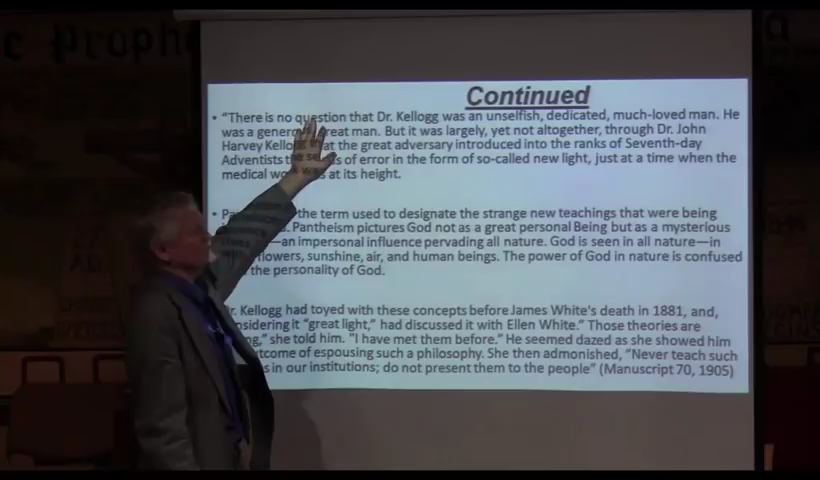 c Prophe
Continued
• "There is no question that Dr. Kellogg was an unselfish, dedicated, much-loved man. He
was a generous, great man. But it was largely, yet not altogether, through Dr. John
Harvey Kellogg that the great adversary introduced into the ranks of Seventh-day
Adventists the seeds of error in the form of so-called new light, just at a time when the
medical work was at its height.
• the term used to designate the strange new teachings that were being
Pantheism pictures God not as a great personal Being but as a mysterious
—an impersonal influence pervading all nature. God is seen in all nature—in
flowers, sunshine, air, and human beings. The power of God in nature is confused
the personality of God.
r. Kellogg had toyed with these concepts before James White's death in 1881, and,
nsidering it "great light," had discussed it with Ellen White." Those theories are
ng," she told him. "I have met them before." He seemed dazed as she showed him
tcome of espousing such a philosophy. She then admonished, "Never teach such
s in our institutions; do not present them to the people" (Manuscript 70, 1905)